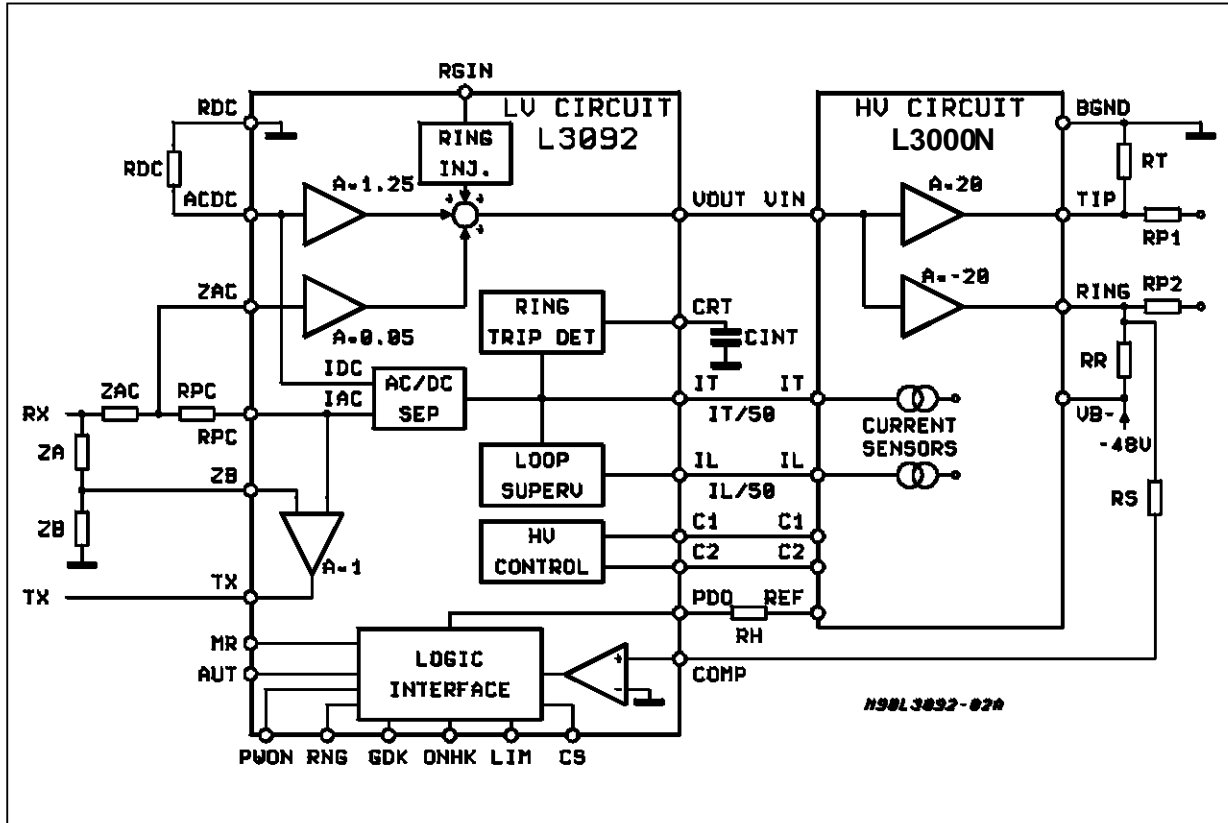 RGIN
LV CIRCUIT
L3092
HV CIRCUIT
L3000N
RDC
BGND
RDC
RING
INJ.
RT
A=1.25
A=20
ACDC
VOUT
VIN
TIP
RP1
ZAC
A=0.05
A=-20
RING
RP2
RING
TRIP DET
CRT
CINT
RR
IDC
ZAC
RPC
IAC
AC/DC
SEP
IT
IT
RX
RPC
IT/50
CURRENT
SENSORS
VB-
-48V
ZA
ZB
LOOP
SUPERV
IL
IL
IL/50
RS
ZB
A=1
HV
CONTROL
C1
C1
C2
C2
TX
TX
PDO
REF
RH
MR
AUT
LOGIC
INTERFACE
+
-
COMP
M90L3092-02A
PWON
RNG
GDK
ONHK
LIM
CS